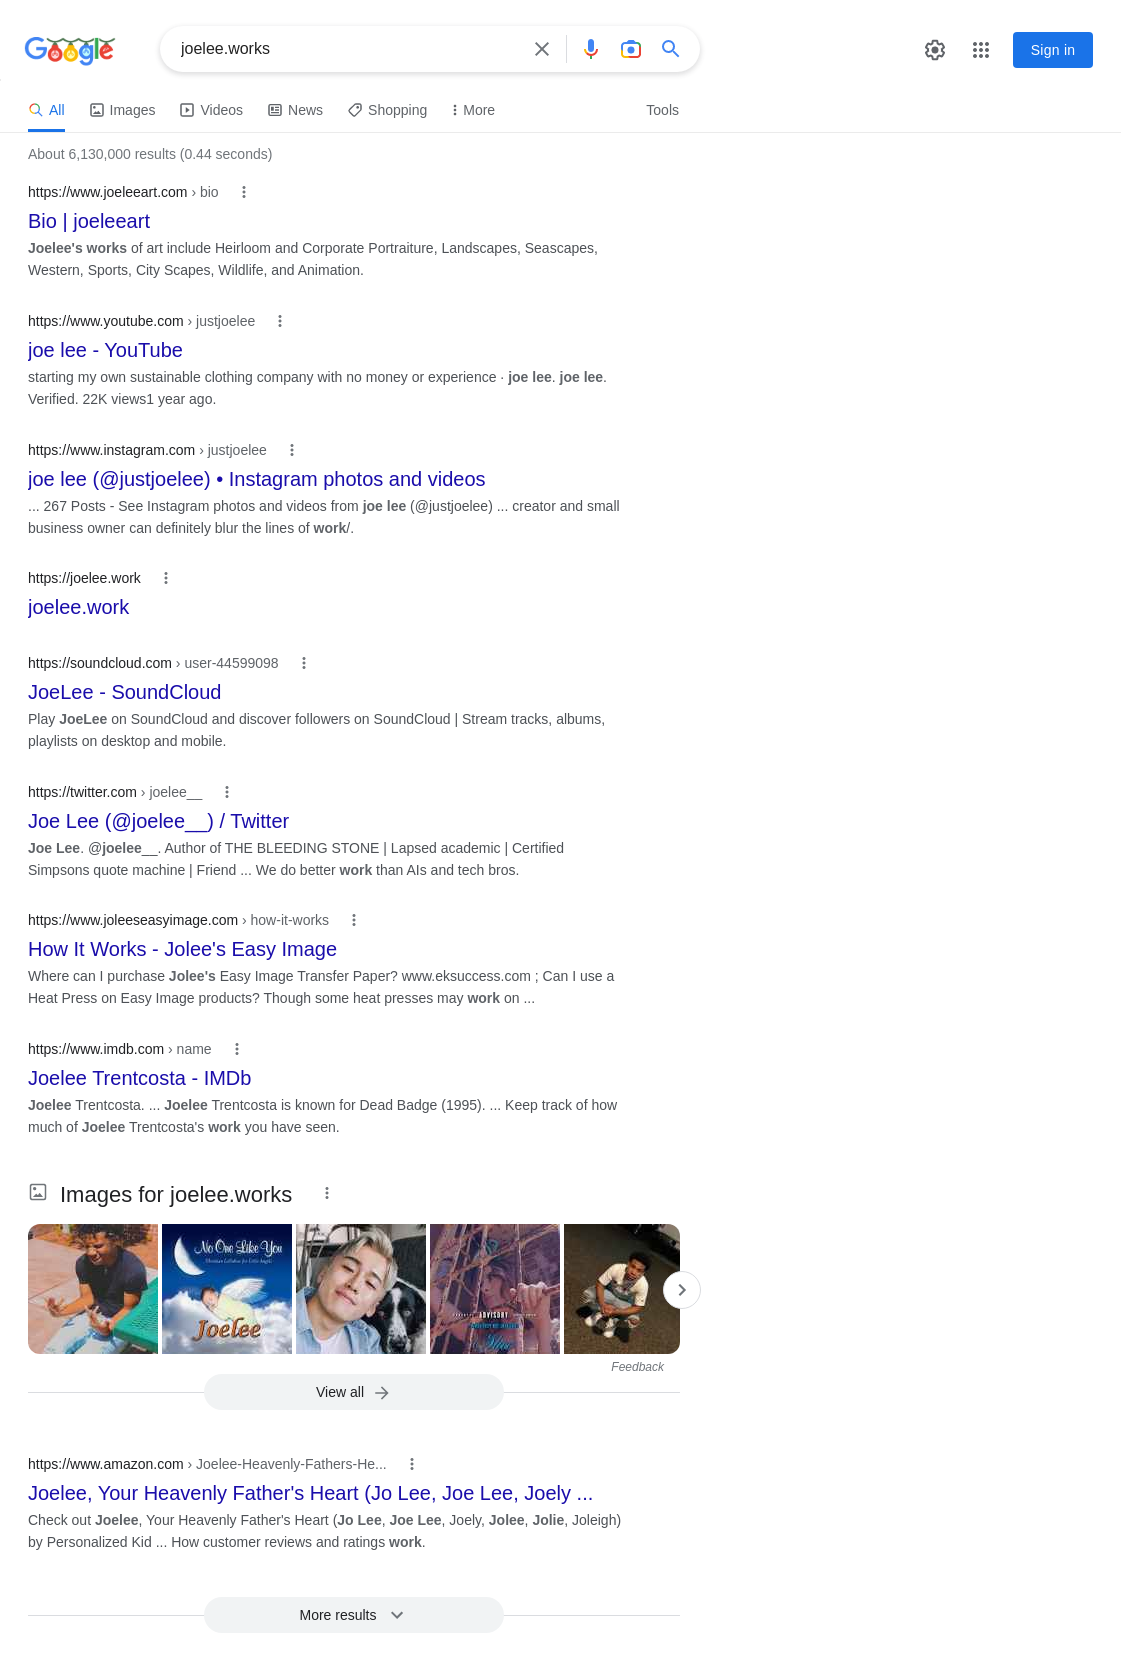 Google
joelee.works
Sign in
All Images Videos News Shopping More Tools
About 6,130,000 results (0.44 seconds)
https://www.joeleeart.com › bio
Bio | joeleeart
Joelee's works of art include Heirloom and Corporate Portraiture, Landscapes, Seascapes,
Western, Sports, City Scapes, Wildlife, and Animation.
https://www.youtube.com › justjoelee
joe lee - YouTube
starting my own sustainable clothing company with no money or experience · joe lee. joe lee.
Verified. 22K views1 year ago.
https://www.instagram.com › justjoelee
joe lee (@justjoelee) • Instagram photos and videos
... 267 Posts - See Instagram photos and videos from joe lee (@justjoelee) ... creator and small
business owner can definitely blur the lines of work/.
https://joelee.work
joelee.work
https://soundcloud.com › user-44599098
JoeLee - SoundCloud
Play JoeLee on SoundCloud and discover followers on SoundCloud | Stream tracks, albums,
playlists on desktop and mobile.
https://twitter.com › joelee__
Joe Lee (@joelee__) / Twitter
Joe Lee. @joelee__. Author of THE BLEEDING STONE | Lapsed academic | Certified
Simpsons quote machine | Friend ... We do better work than AIs and tech bros.
https://www.joleeseasyimage.com › how-it-works
How It Works - Jolee's Easy Image
Where can I purchase Jolee's Easy Image Transfer Paper? www.eksuccess.com ; Can I use a
Heat Press on Easy Image products? Though some heat presses may work on ...
https://www.imdb.com › name
Joelee Trentcosta - IMDb
Joelee Trentcosta. ... Joelee Trentcosta is known for Dead Badge (1995). ... Keep track of how
much of Joelee Trentcosta's work you have seen.
Images for joelee.works
No One Like You
Joelee
ADVISORY
Feedback
View all
https://www.amazon.com › Joelee-Heavenly-Fathers-He...
Joelee, Your Heavenly Father's Heart (Jo Lee, Joe Lee, Joely ...
Check out Joelee, Your Heavenly Father's Heart (Jo Lee, Joe Lee, Joely, Jolee, Jolie, Joleigh)
by Personalized Kid ... How customer reviews and ratings work.
More results